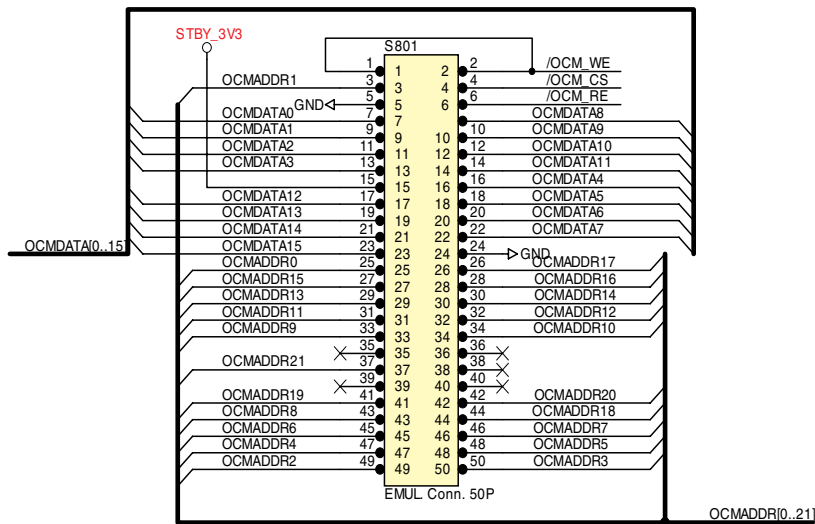 STBY_3V3
S801
1 1 2 2 /OCM_WE
OCMADDR1 3 3 4 4 /OCM_CS
GND 5 5 6 6 /OCM_RE
OCMDATA0 7 7 OCMDATA8
OCMDATA1 9 9 10 10 OCMDATA9
OCMDATA2 11 11 12 12 OCMDATA10
OCMDATA3 13 13 14 14 OCMDATA11
15 15 16 16 OCMDATA4
OCMDATA12 17 17 18 18 OCMDATA5
OCMDATA13 19 19 20 20 OCMDATA6
OCMDATA14 21 21 22 22 OCMDATA7
OCMDATA[0..15] OCMDATA15 23 23 24 24 GND
OCMADDR0 25 25 26 26 OCMADDR17
OCMADDR15 27 27 28 28 OCMADDR16
OCMADDR13 29 29 30 30 OCMADDR14
OCMADDR11 31 31 32 32 OCMADDR12
OCMADDR9 33 33 34 34 OCMADDR10
35 35 36 36
OCMADDR21 37 37 38 38
39 39 40 40
OCMADDR19 41 41 42 42 OCMADDR20
OCMADDR8 43 43 44 44 OCMADDR18
OCMADDR6 45 45 46 46 OCMADDR7
OCMADDR4 47 47 48 48 OCMADDR5
OCMADDR2 49 49 50 50 OCMADDR3
EMUL. Conn. 50P
OCMADDR[0..21]